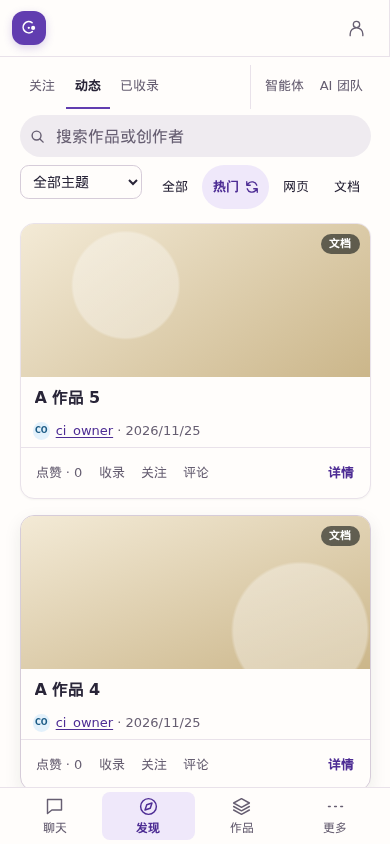 关注 动态 已收录 智能体 AI 团队
搜索作品或创作者
全部主题 全部 热门 网页 文档
文档
A 作品 5
CO ci_owner · 2026/11/25
点赞 · 0 收录 关注 评论 详情
文档
A 作品 4
CO ci_owner · 2026/11/25
点赞 · 0 收录 关注 评论 详情
聊天 发现 作品 更多